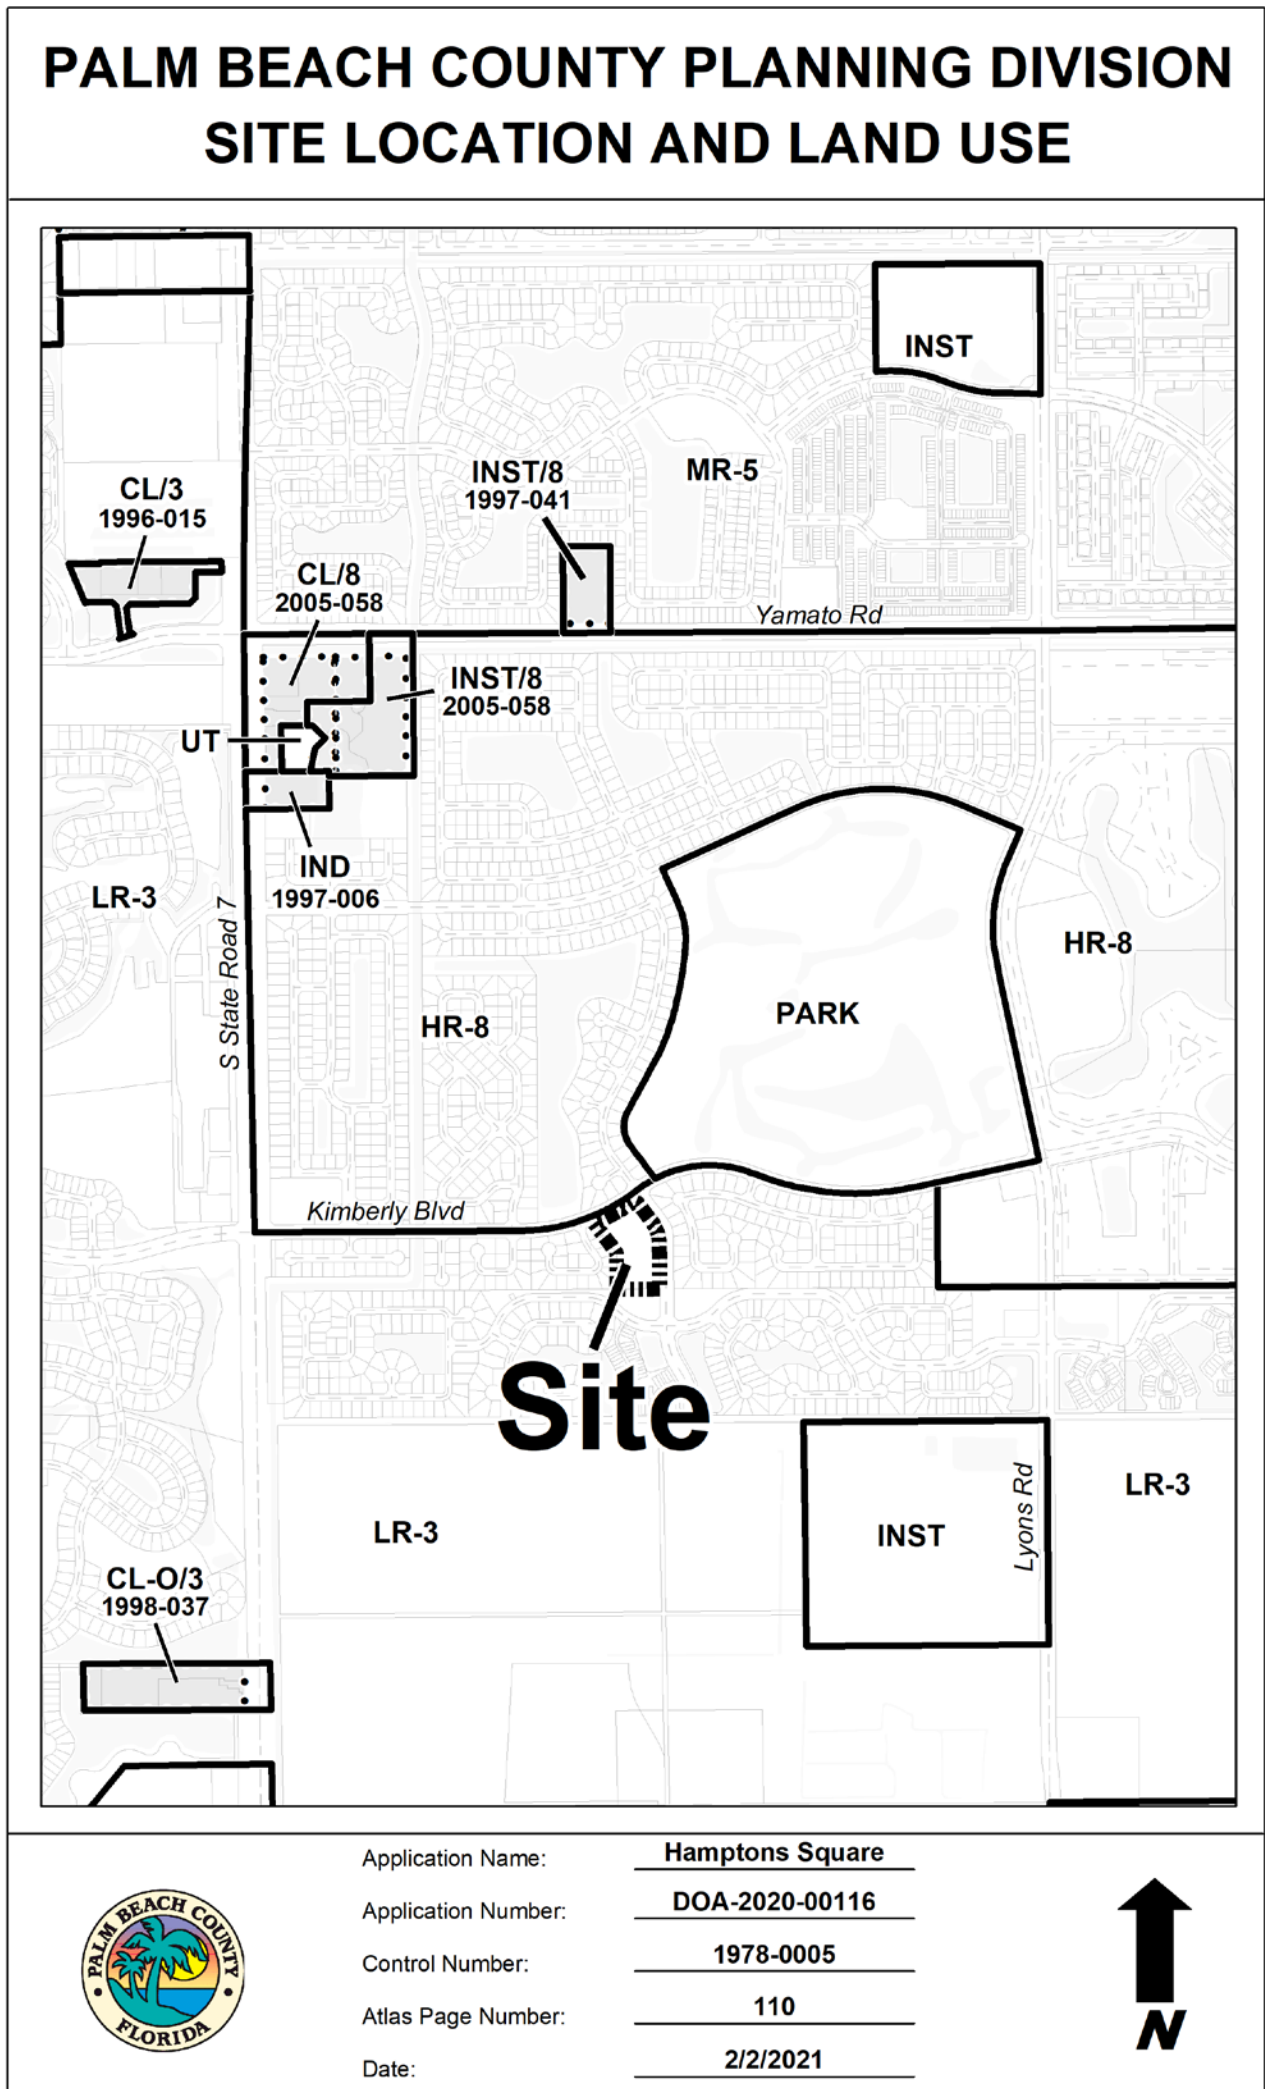 PALM BEACH COUNTY PLANNING DIVISION
SITE LOCATION AND LAND USE
INST
INST/8
1997-041
MR-5
CL/3
1996-015
CL/8
2005-058
Yamato Rd
INST/8
2005-058
UT
IND
1997-006
LR-3
S State Road 7
HR-8
HR-8
PARK
Kimberly Blvd
Site
LR-3
INST
Lyons Rd
LR-3
CL-O/3
1998-037
PALM BEACH COUNTY
FLORIDA
Application Name: Hamptons Square
Application Number: DOA-2020-00116
Control Number: 1978-0005
Atlas Page Number: 110
Date: 2/2/2021
N